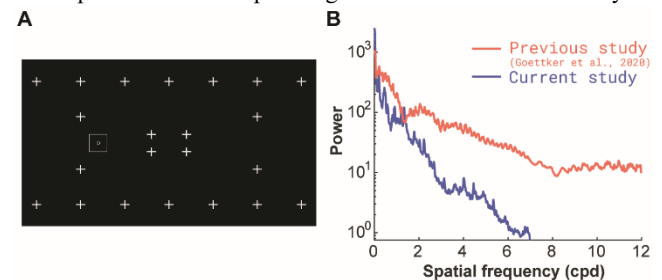 A
B
10³
10²
10¹
10⁰
Power
Previous study
(Goettker et al., 2020)
Current study
0 2 4 6 8 10 12
Spatial frequency (cpd)